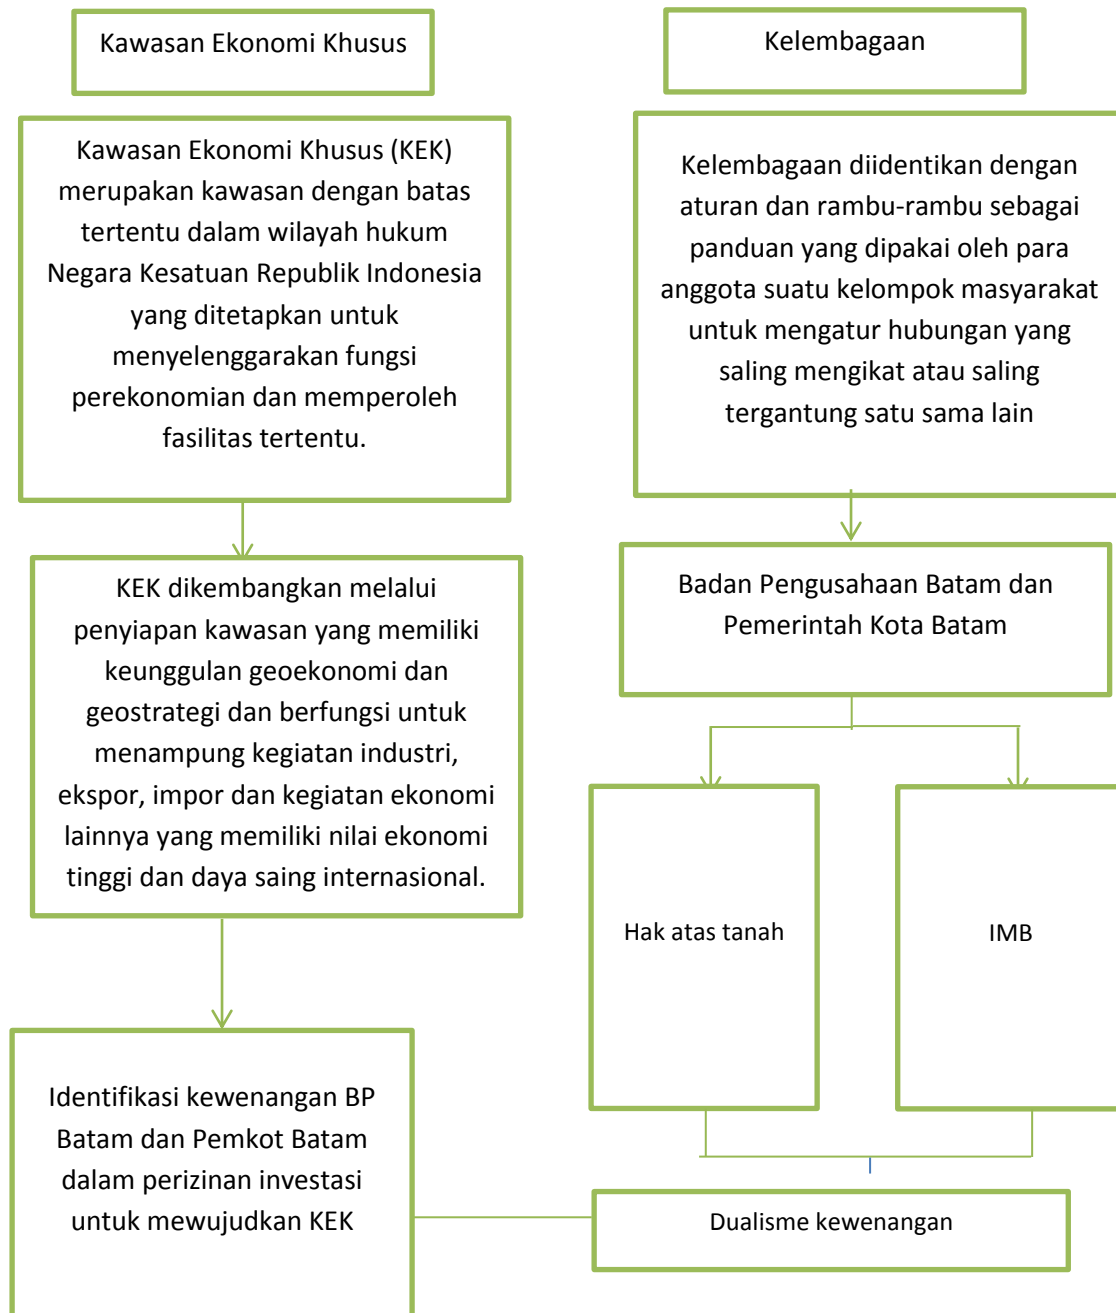 Kawasan Ekonomi Khusus
Kelembagaan
Kawasan Ekonomi Khusus (KEK)
merupakan kawasan dengan batas
tertentu dalam wilayah hukum
Negara Kesatuan Republik Indonesia
yang ditetapkan untuk
menyelenggarakan fungsi
perekonomian dan memperoleh
fasilitas tertentu.
Kelembagaan diidentikan dengan
aturan dan rambu-rambu sebagai
panduan yang dipakai oleh para
anggota suatu kelompok masyarakat
untuk mengatur hubungan yang
saling mengikat atau saling
tergantung satu sama lain
KEK dikembangkan melalui
penyiapan kawasan yang memiliki
keunggulan geoekonomi dan
geostrategi dan berfungsi untuk
menampung kegiatan industri,
ekspor, impor dan kegiatan ekonomi
lainnya yang memiliki nilai ekonomi
tinggi dan daya saing internasional.
Badan Pengusahaan Batam dan
Pemerintah Kota Batam
Hak atas tanah
IMB
Identifikasi kewenangan BP
Batam dan Pemkot Batam
dalam perizinan investasi
untuk mewujudkan KEK
Dualisme kewenangan